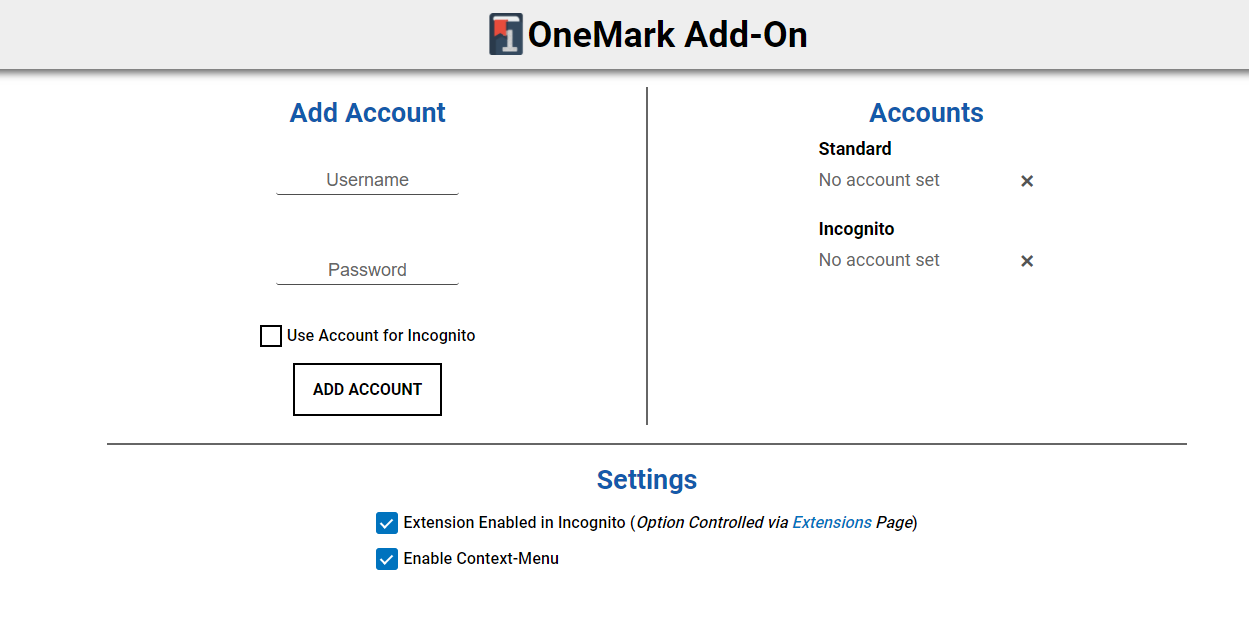 OneMark Add-On
Add Account
Username
Password
Use Account for Incognito
ADD ACCOUNT
Accounts
Standard
No account set
Incognito
No account set
Settings
Extension Enabled in Incognito (Option Controlled via Extensions Page)
Enable Context-Menu